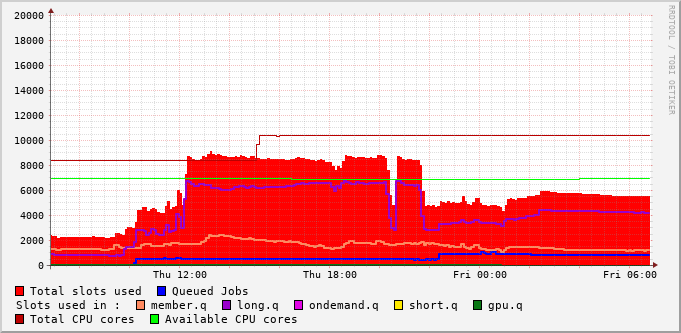 20000
18000
16000
14000
12000
10000
8000
6000
4000
2000
0
Thu 12:00 Thu 18:00 Fri 00:00 Fri 06:00
Total slots used Queued Jobs
Slots used in : member.q long.q ondemand.q short.q gpu.q
Total CPU cores Available CPU cores
RRDTOOL / TOBI OETIKER